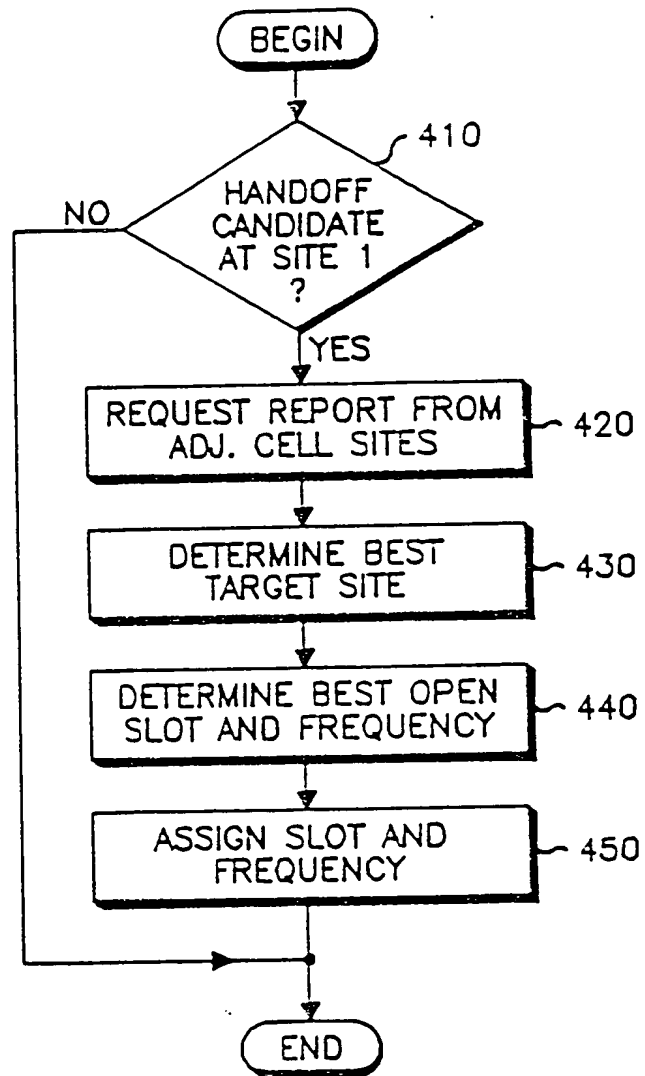 BEGIN
410
HANDOFF
CANDIDATE
AT SITE 1
?
NO
YES
REQUEST REPORT FROM
ADJ. CELL SITES
420
DETERMINE BEST
TARGET SITE
430
DETERMINE BEST OPEN
SLOT AND FREQUENCY
440
ASSIGN SLOT AND
FREQUENCY
450
END